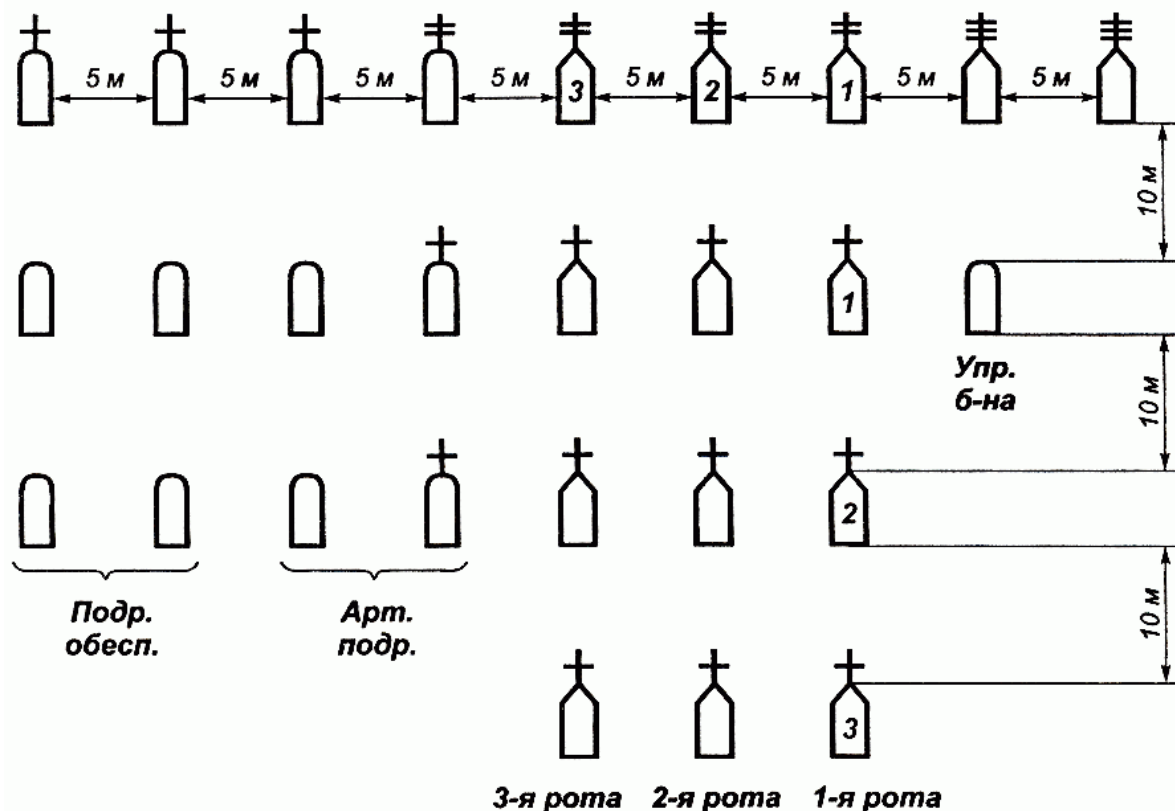 5 м 5 м 5 м 5 м 3 5 м 2 5 м 1 5 м 5 м
10 м
1
Упр.
б-на
10 м
2
Подр.
обесп.
Арт.
подр.
10 м
3
3-я рота 2-я рота 1-я рота